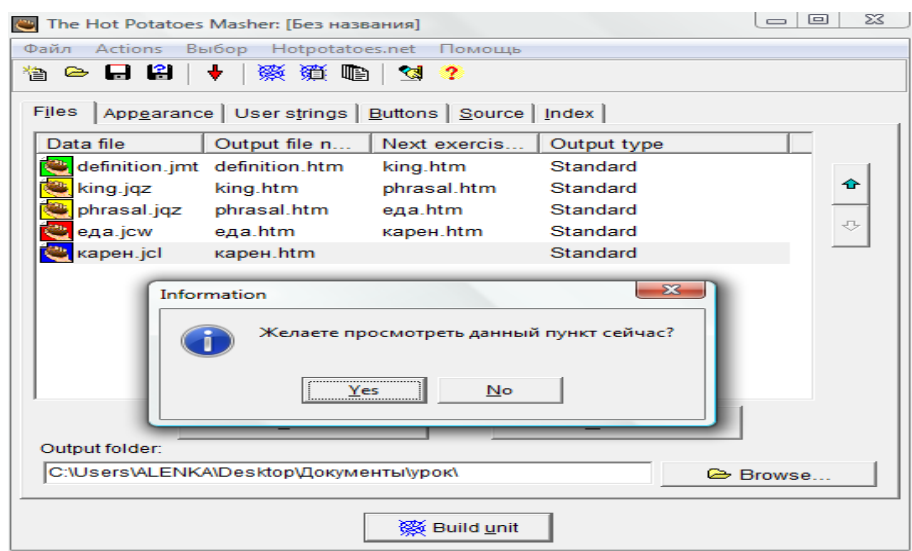 The Hot Potatoes Masher: [Без названия]
Файл Actions Выбор Hotpotatoes.net Помощь
Files Appearance User strings Buttons Source Index
Data file Output file n... Next exercis... Output type
definition.jmt definition.htm king.htm Standard
king.jqz king.htm phrasal.htm Standard
phrasal.jqz phrasal.htm еда.htm Standard
еда.jcw еда.htm карен.htm Standard
карен.jcl карен.htm Standard
Information
Желаете просмотреть данный пункт сейчас?
Yes No
Output folder:
C:\Users\ALENKA\Desktop\Документы\урок\ Browse...
Build unit